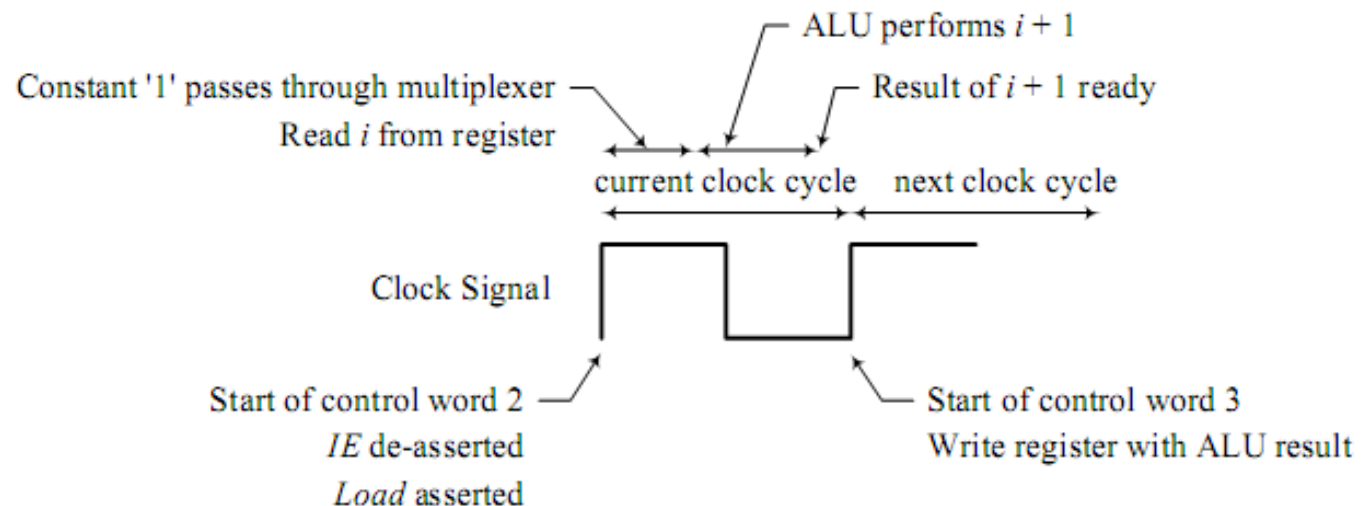 ALU performs i + 1
Constant '1' passes through multiplexer
Result of i + 1 ready
Read i from register
current clock cycle
next clock cycle
Clock Signal
Start of control word 2
Start of control word 3
IE de-asserted
Write register with ALU result
Load asserted